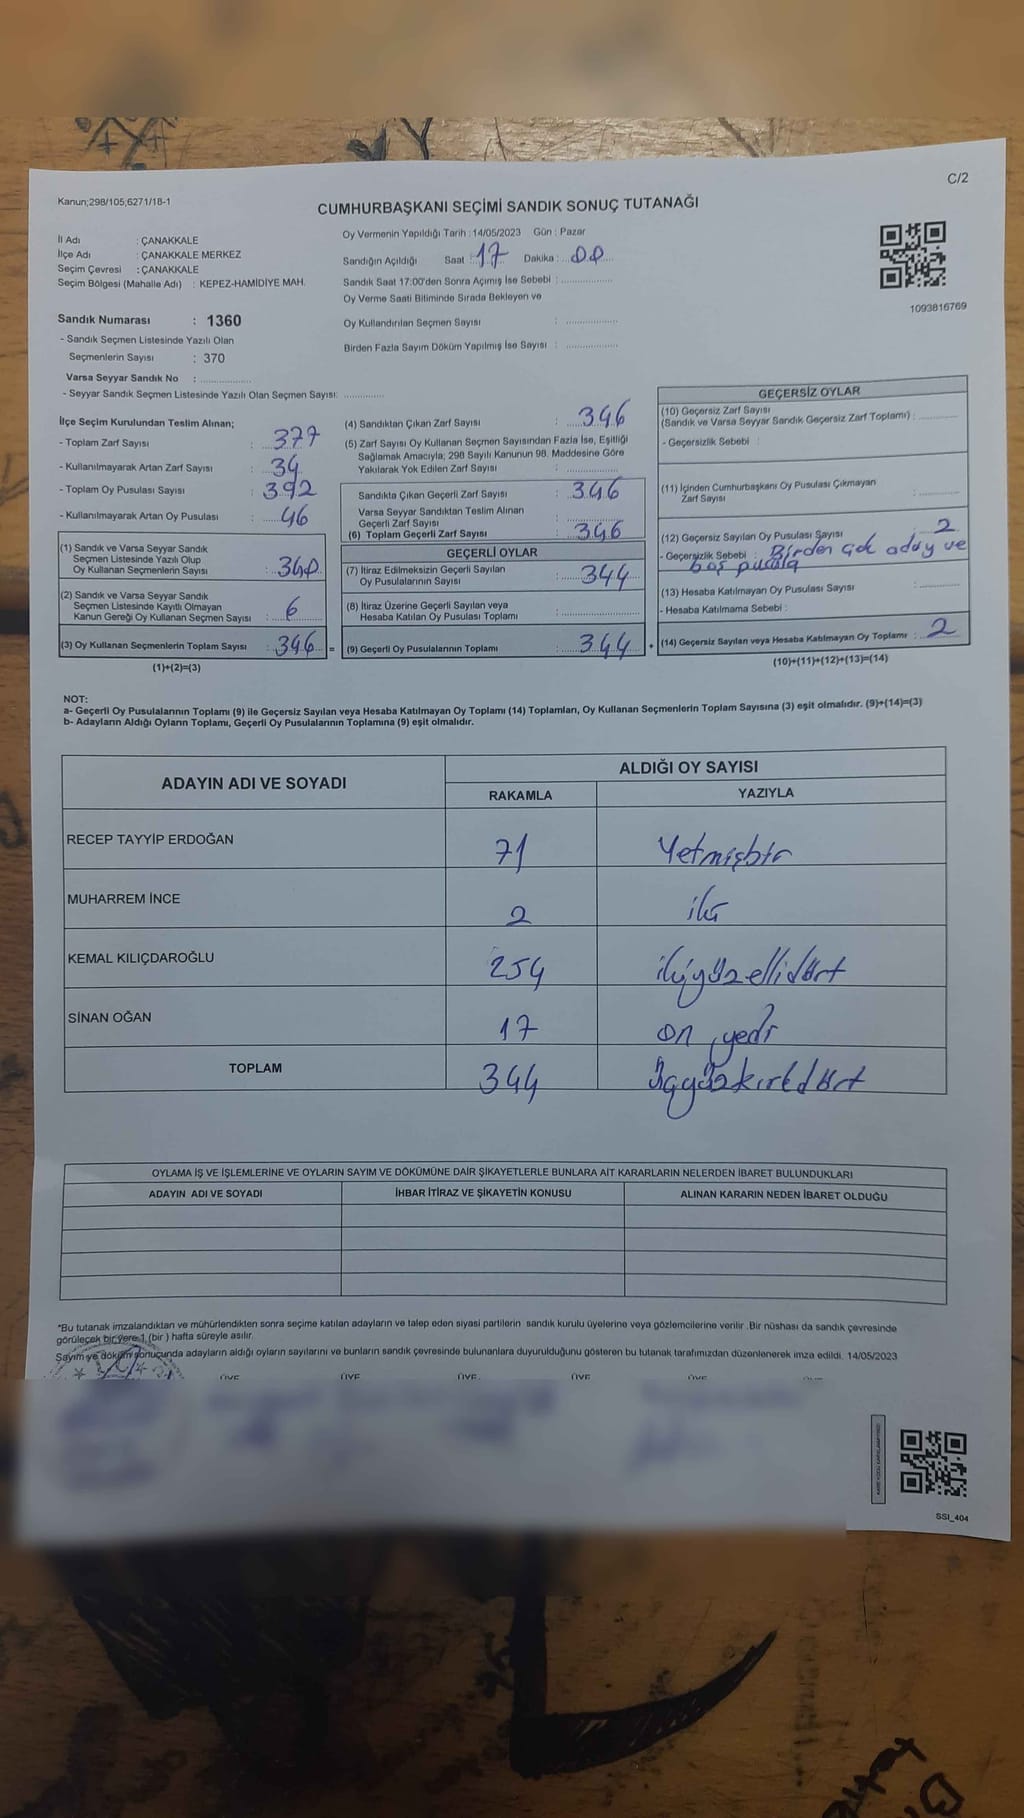 C/2
Kanun;298/105;6271/18-1
CUMHURBAŞKANI SEÇİMİ SANDIK SONUÇ TUTANAĞI
İl Adı : ÇANAKKALE
İlçe Adı : ÇANAKKALE MERKEZ
Seçim Çevresi : ÇANAKKALE
Seçim Bölgesi (Mahalle Adı) : KEPEZ-HAMİDİYE MAH.
Oy Vermenin Yapıldığı Tarih : 14/05/2023 Gün : Pazar
Sandığın Açıldığı Saat : 17 Dakika : 00
Sandık Saat 17:00'den Sonra Açımış İse Sebebi :
Oy Verme Saati Bitiminde Sırada Bekleyen ve
Oy Kullandırılan Seçmen Sayısı :
Birden Fazla Sayım Döküm Yapılmış İse Sayısı :
1093816769
Sandık Numarası : 1360
- Sandık Seçmen Listesinde Yazılı Olan
Seçmenlerin Sayısı : 370
Varsa Seyyar Sandık No :
- Seyyar Sandık Seçmen Listesinde Yazılı Olan Seçmen Sayısı:
İlçe Seçim Kurulundan Teslim Alınan;
- Toplam Zarf Sayısı : 377
- Kullanılmayarak Artan Zarf Sayısı : 34
- Toplam Oy Pusulası Sayısı : 392
- Kullanılmayarak Artan Oy Pusulası : 46
(1) Sandık ve Varsa Seyyar Sandık
Seçmen Listesinde Yazılı Olup
Oy Kullanan Seçmenlerin Sayısı : 340
(2) Sandık ve Varsa Seyyar Sandık
Seçmen Listesinde Kayıtlı Olmayan
Kanun Gereği Oy Kullanan Seçmen Sayısı : 6
(3) Oy Kullanan Seçmenlerin Toplam Sayısı : 346 =
(1)+(2)=(3)
(4) Sandıktan Çıkan Zarf Sayısı : 346
(5) Zarf Sayısı Oy Kullanan Seçmen Sayısından Fazla İse, Eşitliği
Sağlamak Amacıyla; 298 Sayılı Kanunun 98. Maddesine Göre
Yakılarak Yok Edilen Zarf Sayısı :
Sandıkta Çıkan Geçerli Zarf Sayısı : 346
Varsa Seyyar Sandıktan Teslim Alınan
Geçerli Zarf Sayısı :
(6) Toplam Geçerli Zarf Sayısı : 346
GEÇERLİ OYLAR
(7) İtiraz Edilmeksizin Geçerli Sayılan
Oy Pusulalarının Sayısı : 344
(8) İtiraz Üzerine Geçerli Sayılan veya
Hesaba Katılan Oy Pusulası Toplamı :
(9) Geçerli Oy Pusulalarının Toplamı : 344 +
GEÇERSİZ OYLAR
(10) Geçersiz Zarf Sayısı
(Sandık ve Varsa Seyyar Sandık Geçersiz Zarf Toplamı) :
- Geçersizlik Sebebi :
(11) İçinden Cumhurbaşkanı Oy Pusulası Çıkmayan
Zarf Sayısı :
(12) Geçersiz Sayılan Oy Pusulası Sayısı : 2
- Geçersizlik Sebebi : Birden çok aday ve
boş pusula
(13) Hesaba Katılmayan Oy Pusulası Sayısı :
- Hesaba Katılmama Sebebi :
(14) Geçersiz Sayılan veya Hesaba Katılmayan Oy Toplamı : 2
(10)+(11)+(12)+(13)=(14)
NOT:
a- Geçerli Oy Pusulalarının Toplamı (9) ile Geçersiz Sayılan veya Hesaba Katılmayan Oy Toplamı (14) Toplamları, Oy Kullanan Seçmenlerin Toplam Sayısına (3) eşit olmalıdır. (9)+(14)=(3)
b- Adayların Aldığı Oyların Toplamı, Geçerli Oy Pusulalarının Toplamına (9) eşit olmalıdır.
ADAYIN ADI VE SOYADI
ALDIĞI OY SAYISI
RAKAMLA YAZIYLA
RECEP TAYYİP ERDOĞAN 71 Yetmişbir
MUHARREM İNCE 2 iki
KEMAL KILIÇDAROĞLU 254 ikiyüzellidört
SİNAN OĞAN 17 on yedi
TOPLAM 344 üçyüzkırkdört
OYLAMA İŞ VE İŞLEMLERİNE VE OYLARIN SAYIM VE DÖKÜMÜNE DAİR ŞİKAYETLERLE BUNLARA AİT KARARLARIN NELERDEN İBARET BULUNDUKLARI
ADAYIN ADI VE SOYADI İHBAR İTİRAZ VE ŞİKAYETİN KONUSU ALINAN KARARIN NEDEN İBARET OLDUĞU
*Bu tutanak imzalandıktan ve mühürlendikten sonra seçime katılan adayların ve talep eden siyasi partilerin sandık kurulu üyelerine veya gözlemcilerine verilir .Bir nüshası da sandık çevresinde
görülecek bir yere 1 (bir ) hafta süreyle asılır.
Sayım ve döküm sonucunda adayların aldığı oyların sayılarını ve bunların sandık çevresinde bulunanlara duyurulduğunu gösteren bu tutanak tarafımızdan düzenlenerek imza edildi. 14/05/2023
ÜYE ÜYE ÜYE ÜYE ÜYE
SSI_404